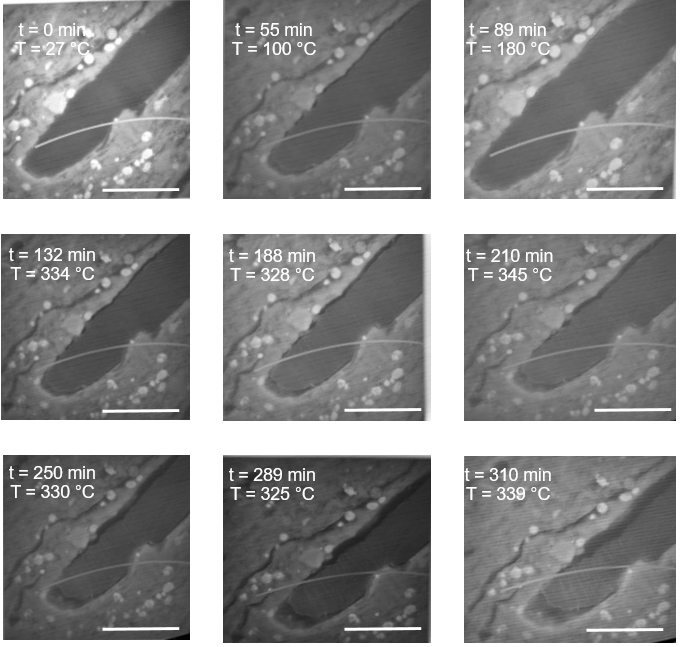 t = 0 min
T = 27 °C
t = 55 min
T = 100 °C
t = 89 min
T = 180 °C
t = 132 min
T = 334 °C
t = 188 min
T = 328 °C
t = 210 min
T = 345 °C
t = 250 min
T = 330 °C
t = 289 min
T = 325 °C
t = 310 min
T = 339 °C